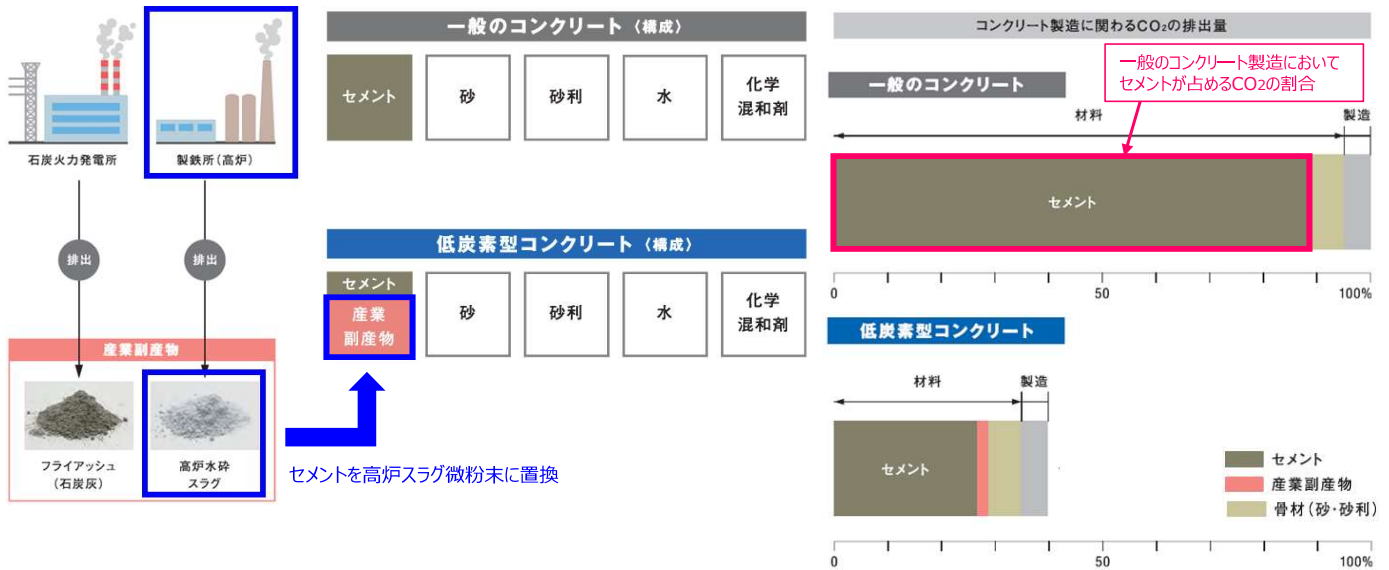 石炭火力発電所
製鉄所(高炉)
排出
排出
産業副産物
フライアッシュ
(石炭灰)
高炉水砕
スラグ
一般のコンクリート〈構成〉
セメント
砂
砂利
水
化学
混和剤
低炭素型コンクリート〈構成〉
セメント
産業
副産物
砂
砂利
水
化学
混和剤
セメントを高炉スラグ微粉末に置換
コンクリート製造に関わるCO₂の排出量
一般のコンクリート製造において
セメントが占めるCO2の割合
一般のコンクリート
材料
製造
セメント
0
50
100%
低炭素型コンクリート
材料
製造
セメント
セメント
産業副産物
骨材(砂・砂利)
0
50
100%